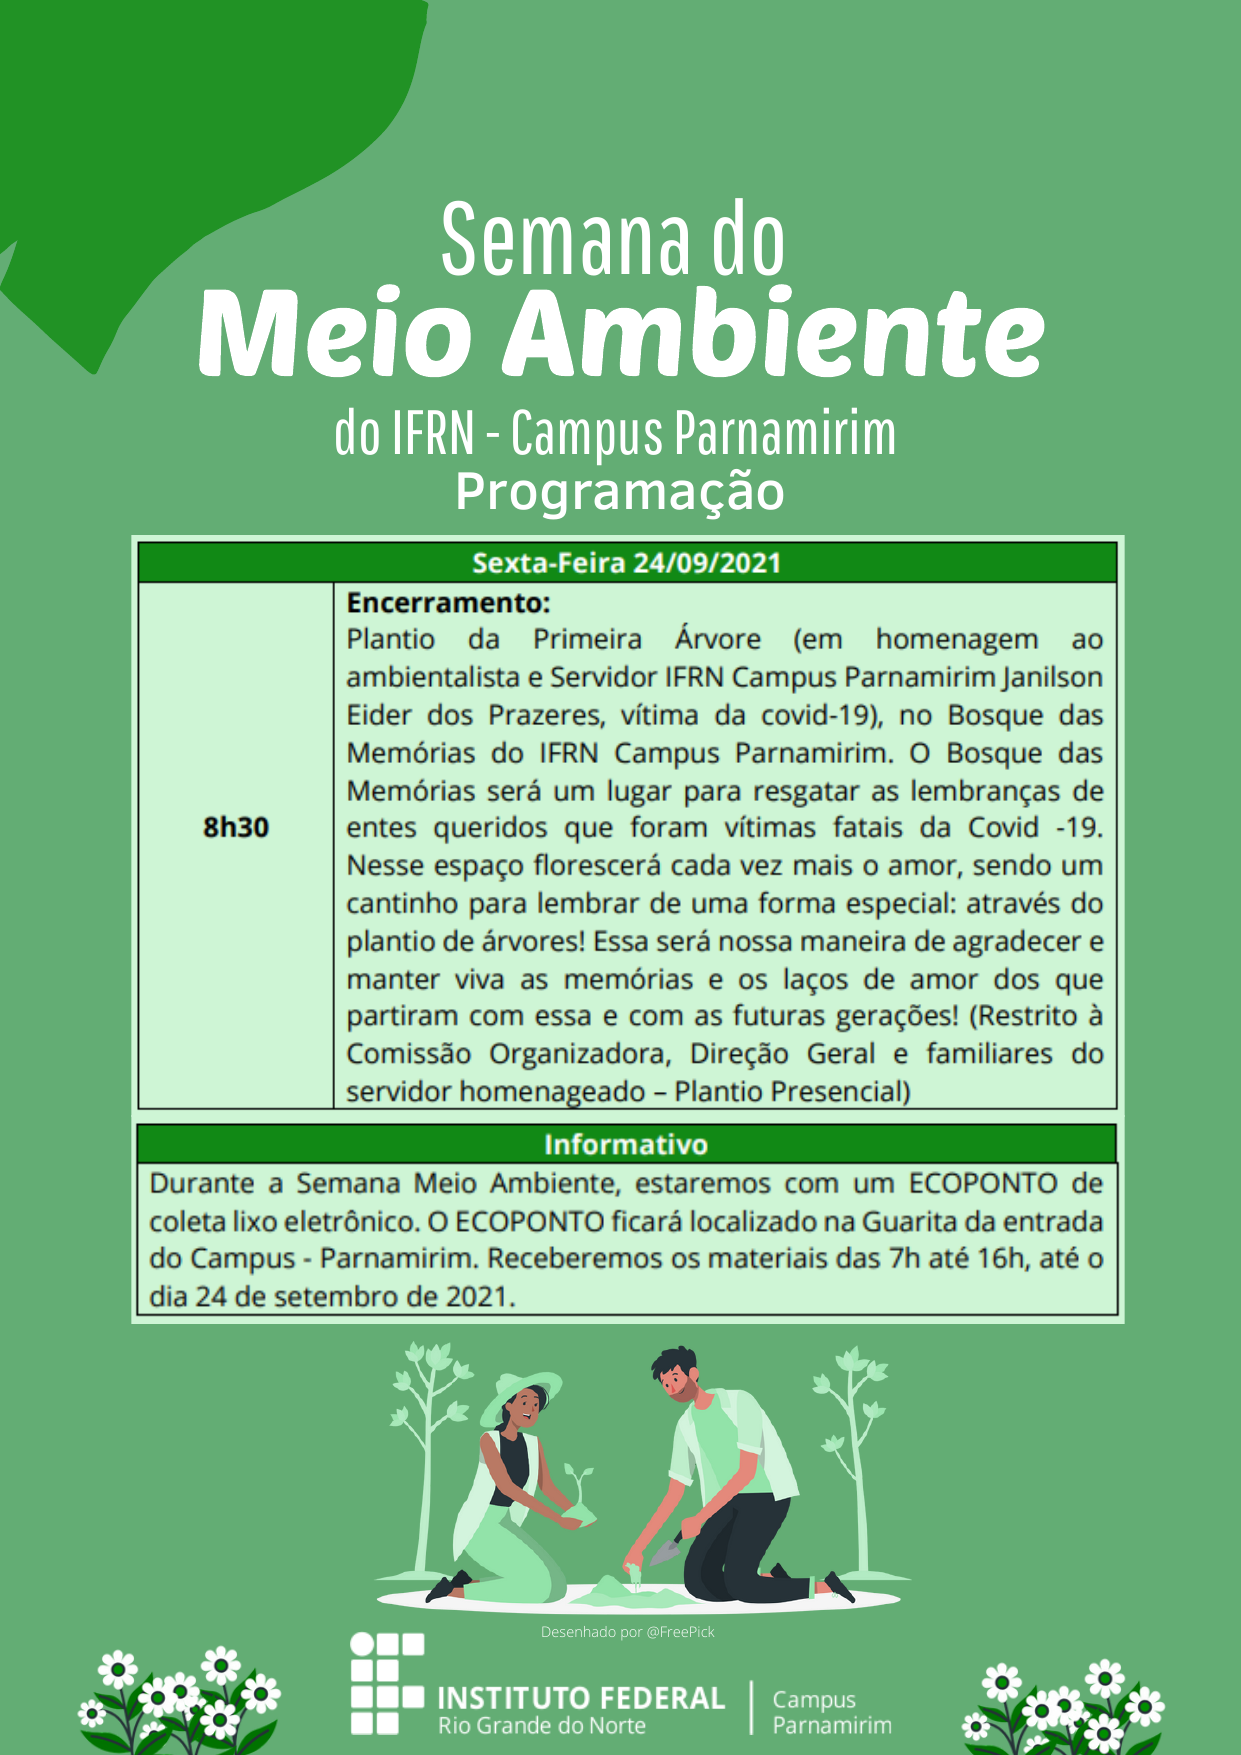 Semana do
Meio Ambiente
do IFRN - Campus Parnamirim
Programação
Sexta-Feira 24/09/2021
8h30
Encerramento:
Plantio da Primeira Árvore (em homenagem ao
ambientalista e Servidor IFRN Campus Parnamirim Janilson
Eider dos Prazeres, vítima da covid-19), no Bosque das
Memórias do IFRN Campus Parnamirim. O Bosque das
Memórias será um lugar para resgatar as lembranças de
entes queridos que foram vítimas fatais da Covid -19.
Nesse espaço florescerá cada vez mais o amor, sendo um
cantinho para lembrar de uma forma especial: através do
plantio de árvores! Essa será nossa maneira de agradecer e
manter viva as memórias e os laços de amor dos que
partiram com essa e com as futuras gerações! (Restrito à
Comissão Organizadora, Direção Geral e familiares do
servidor homenageado – Plantio Presencial)
Informativo
Durante a Semana Meio Ambiente, estaremos com um ECOPONTO de
coleta lixo eletrônico. O ECOPONTO ficará localizado na Guarita da entrada
do Campus - Parnamirim. Receberemos os materiais das 7h até 16h, até o
dia 24 de setembro de 2021.
Desenhado por @FreePick
INSTITUTO FEDERAL
Rio Grande do Norte
Campus
Parnamirim